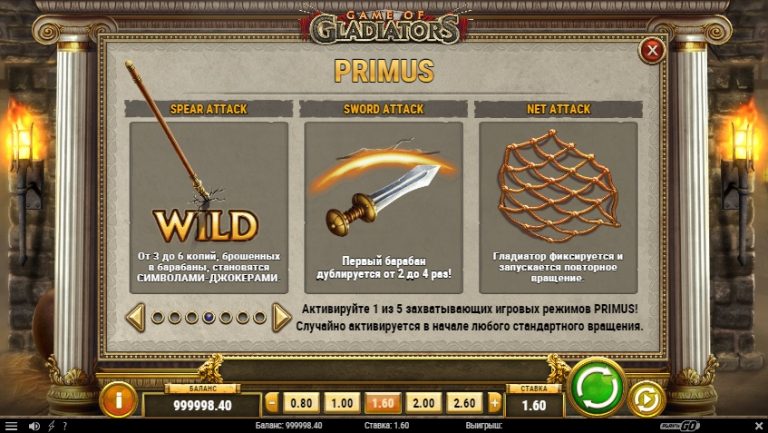 GAME OF
GLADIATORS
PRIMUS
SPEAR ATTACK
SWORD ATTACK
NET ATTACK
WILD
От 3 до 6 копий, брошенных
в барабаны, становятся
СИМВОЛАМИ-ДЖОКЕРАМИ.
Первый барабан
дублируется от 2 до 4 раз!
Гладиатор фиксируется и
запускается повторное
вращение.
Активируйте 1 из 5 захватывающих игровых режимов PRIMUS!
Случайно активируется в начале любого стандартного вращения.
БАЛАНС
СТАВКА
999998.40
- 0.80 1.00 1.60 2.00 2.60 +
1.60
? Баланс: 999998.40 Ставка: 1.60 Выигрыш: PLAY'N GO